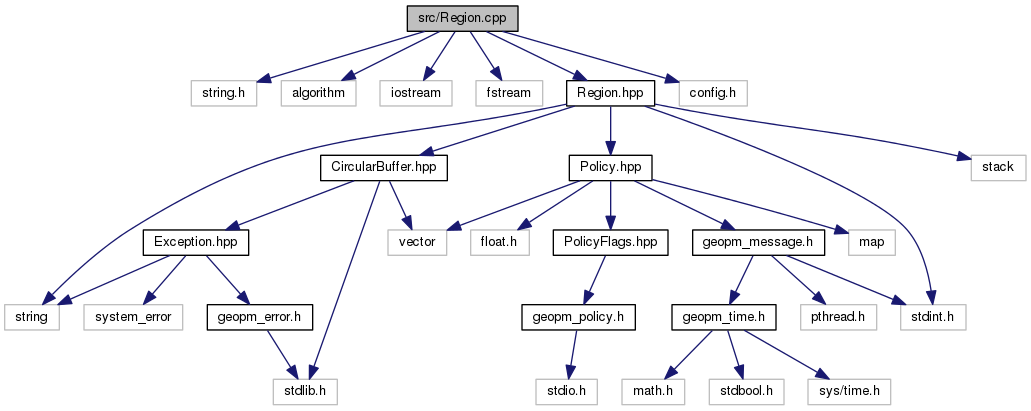 src/Region.cpp
string.h
algorithm
iostream
fstream
Region.hpp
config.h
CircularBuffer.hpp
Policy.hpp
stack
Exception.hpp
vector
float.h
PolicyFlags.hpp
geopm_message.h
map
string
system_error
geopm_error.h
geopm_policy.h
geopm_time.h
pthread.h
stdint.h
stdlib.h
stdio.h
math.h
stdbool.h
sys/time.h